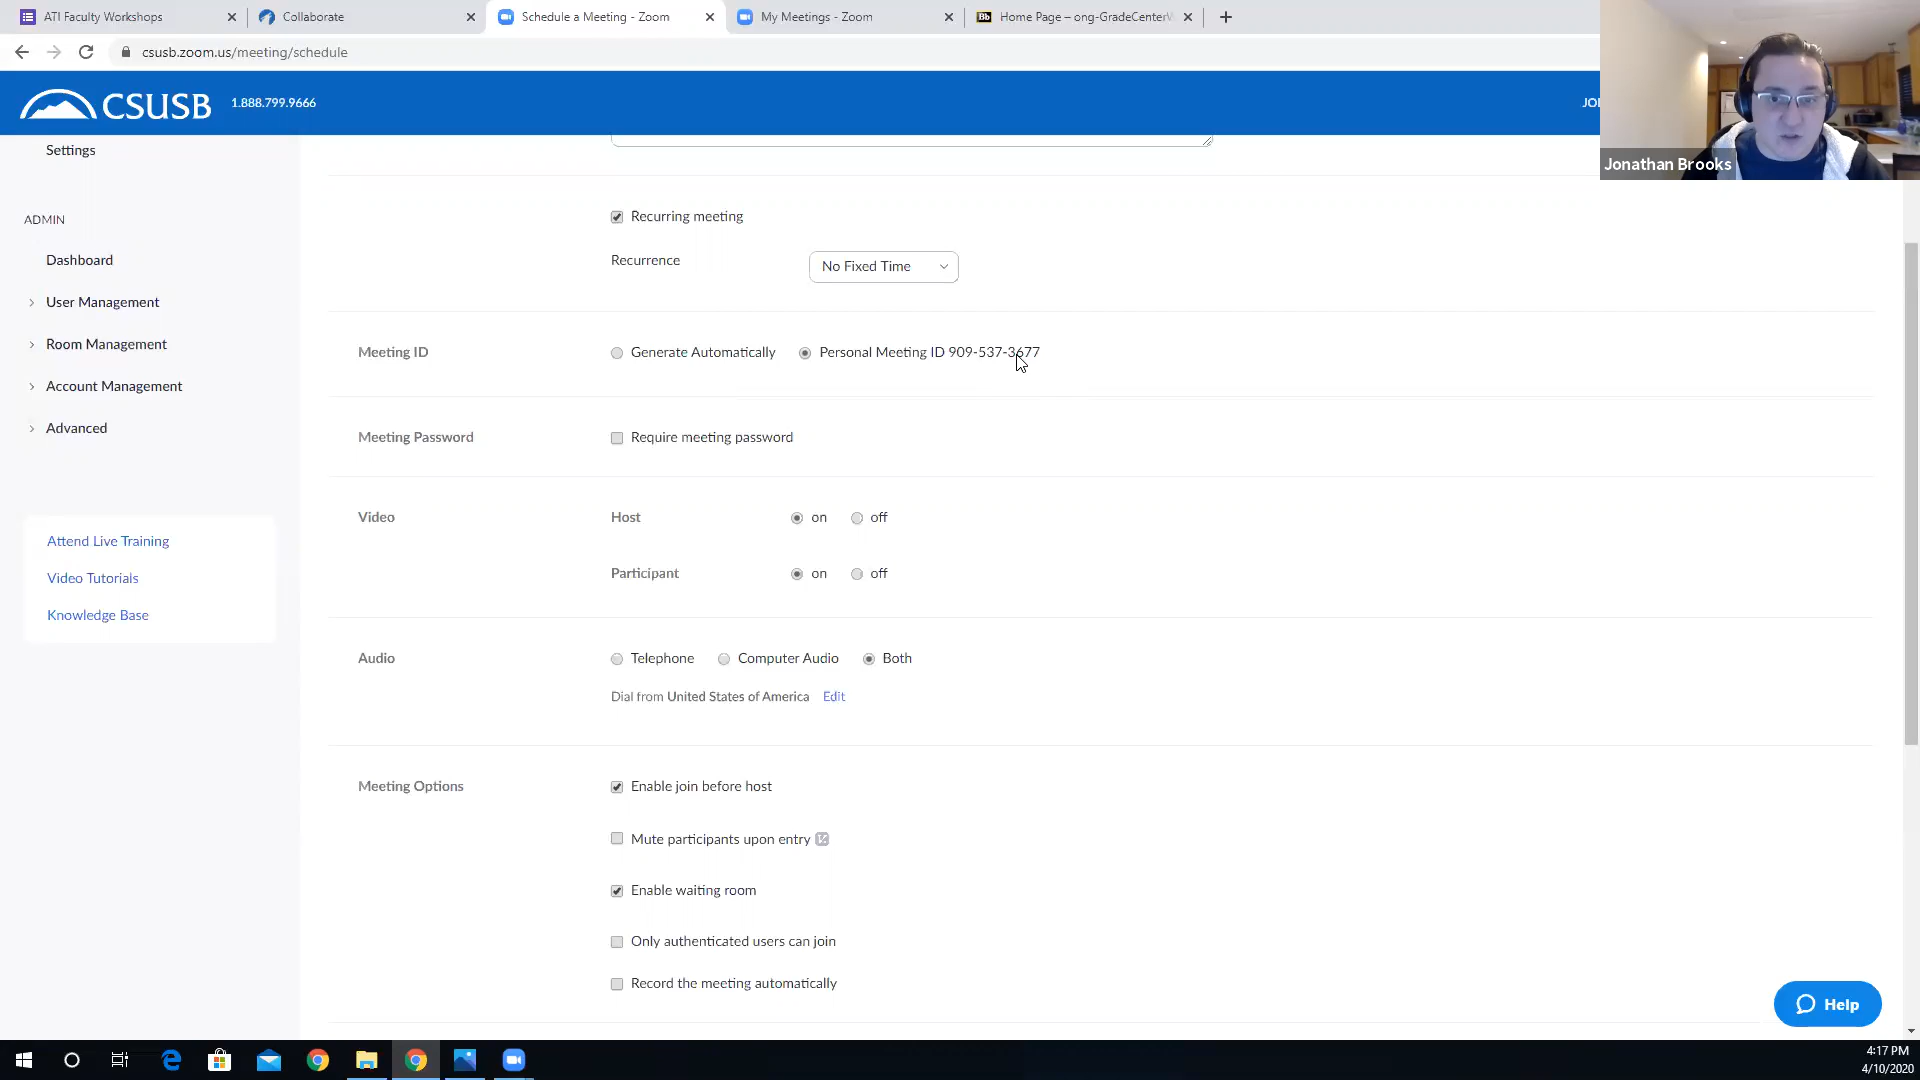 ATI Faculty Workshops
Collaborate
Schedule a Meeting - Zoom
My Meetings - Zoom
Bb
Home Page – ong-GradeCenter
csusb.zoom.us/meeting/schedule
CSUSB
1.888.799.9666
Jonathan Brooks
Settings
ADMIN
Dashboard
User Management
Room Management
Account Management
Advanced
Attend Live Training
Video Tutorials
Knowledge Base
Recurring meeting
Recurrence
No Fixed Time
Meeting ID
Generate Automatically
Personal Meeting ID 909-537-3677
Meeting Password
Require meeting password
Video
Host
on
off
Participant
on
off
Audio
Telephone
Computer Audio
Both
Dial from United States of America Edit
Meeting Options
Enable join before host
Mute participants upon entry
Enable waiting room
Only authenticated users can join
Record the meeting automatically
Help
4:17 PM
4/10/2020